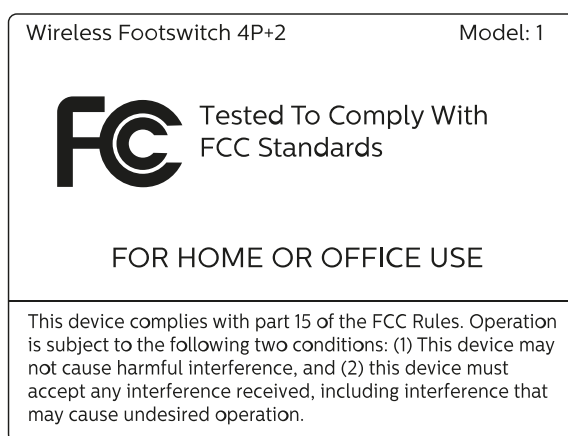 Wireless Footswitch 4P+2 Model: 1
FC
Tested To Comply With
FCC Standards
FOR HOME OR OFFICE USE
This device complies with part 15 of the FCC Rules. Operation
is subject to the following two conditions: (1) This device may
not cause harmful interference, and (2) this device must
accept any interference received, including interference that
may cause undesired operation.